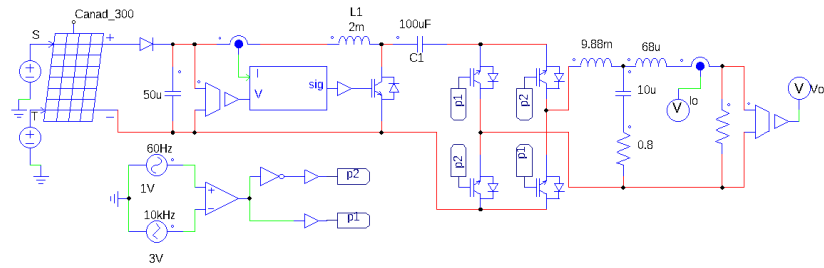 Canad_300
S
+
T
−
50u
I
V
sig
L1
2m
100uF
C1
p1
p2
p2
p1
9.88m
68u
10u
0.8
V
Io
V
Vo
60Hz
1V
10kHz
3V
+
−
p2
p1